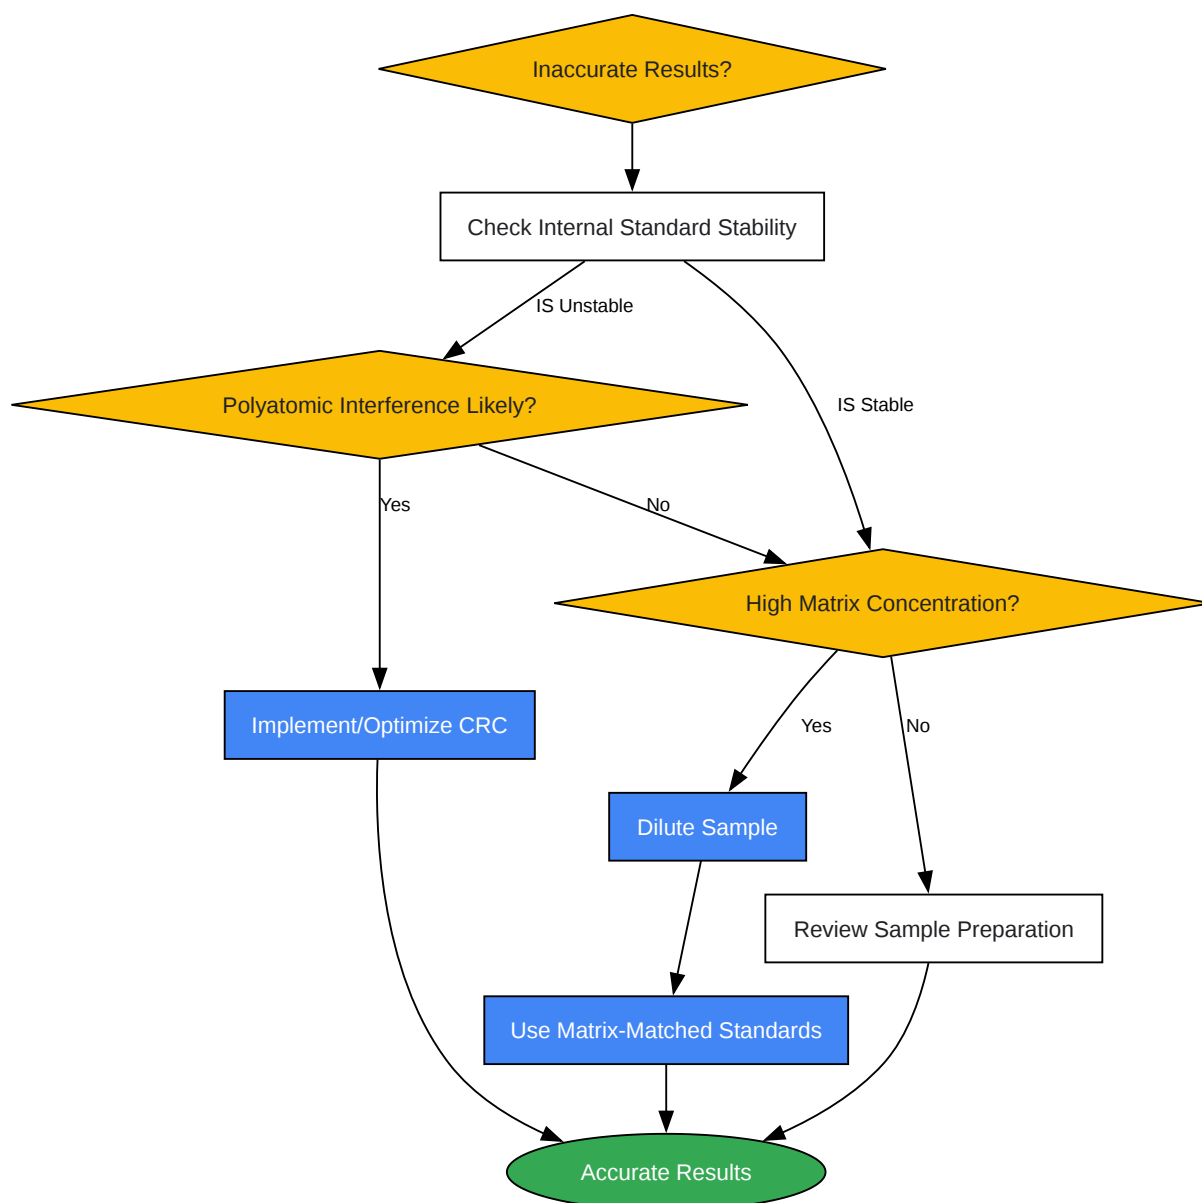 Inaccurate Results?
Check Internal Standard Stability
IS Unstable
Polyatomic Interference Likely?
IS Stable
Yes
No
High Matrix Concentration?
Implement/Optimize CRC
Yes
No
Dilute Sample
Review Sample Preparation
Use Matrix-Matched Standards
Accurate Results